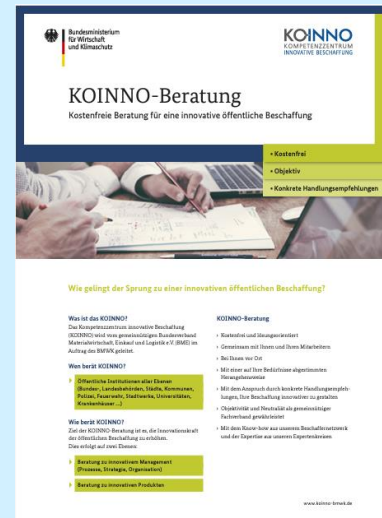 Bundesministerium
für Wirtschaft
und Klimaschutz
KOINNO
KOMPETENZZENTRUM
INNOVATIVE BESCHAFFUNG
KOINNO-Beratung
Kostenfreie Beratung für eine innovative öffentliche Beschaffung
• Kostenfrei
• Objektiv
• Konkrete Handlungsempfehlungen
Wie gelingt der Sprung zu einer innovativen öffentlichen Beschaffung?
Was ist das KOINNO?
Das Kompetenzzentrum innovative Beschaffung
(KOINNO) wird vom gemeinnützigen Bundesverband
Materialwirtschaft, Einkauf und Logistik e.V. (BME) im
Auftrag des BMWK geleitet.
Wen berät KOINNO?
Öffentliche Institutionen aller Ebenen
(Bundes-, Landesbehörden, Städte, Kommunen,
Polizei, Feuerwehr, Stadtwerke, Universitäten,
Krankenhäuser ...)
Wie berät KOINNO?
Ziel der KOINNO-Beratung ist es, die Innovationskraft
der öffentlichen Beschaffung zu erhöhen.
Dies erfolgt auf zwei Ebenen:
Beratung zu innovativem Management
(Prozesse, Strategie, Organisation)
Beratung zu innovativen Produkten
KOINNO-Beratung
Kostenfrei und lösungsorientiert
Gemeinsam mit Ihnen und Ihren Mitarbeitern
Bei Ihnen vor Ort
Mit einer auf Ihre Bedürfnisse abgestimmten
Herangehensweise
Mit dem Anspruch durch konkrete Handlungsempfeh-
lungen, Ihre Beschaffung innovativer zu gestalten
Objektivität und Neutralität als gemeinnütziger
Fachverband gewährleistet
Mit dem Know-how aus unserem Beschaffernetzwerk
und der Expertise aus unseren Expertenkreisen
www.koinno-bmwk.de